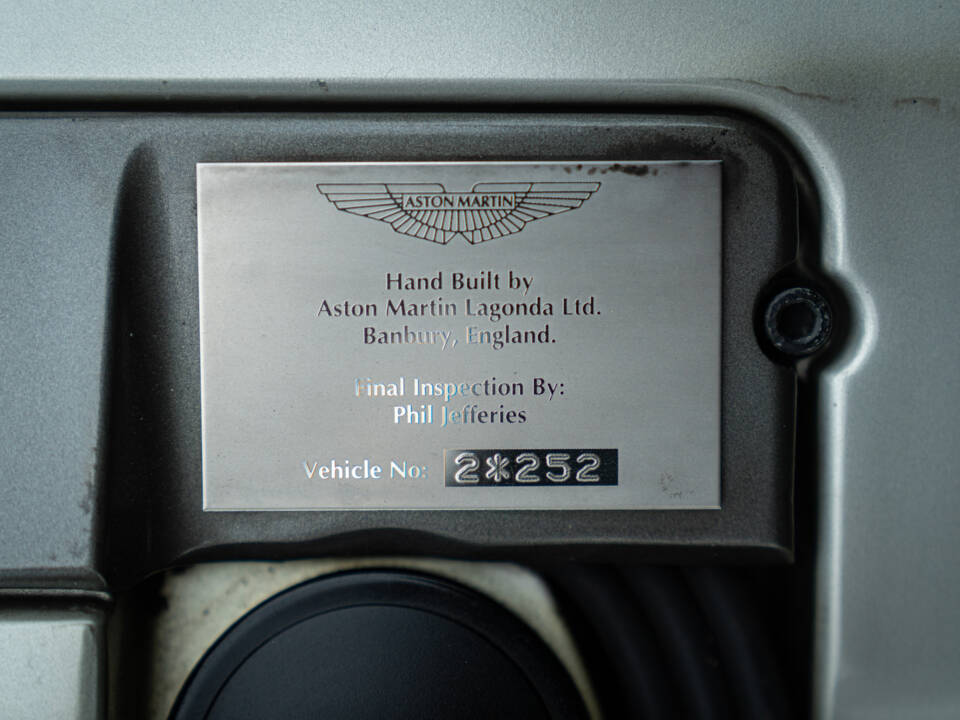 ASTON MARTIN
Hand Built by
Aston Martin Lagonda Ltd.
Banbury, England.
Final Inspection By:
Phil Jefferies
Vehicle No: 2*252